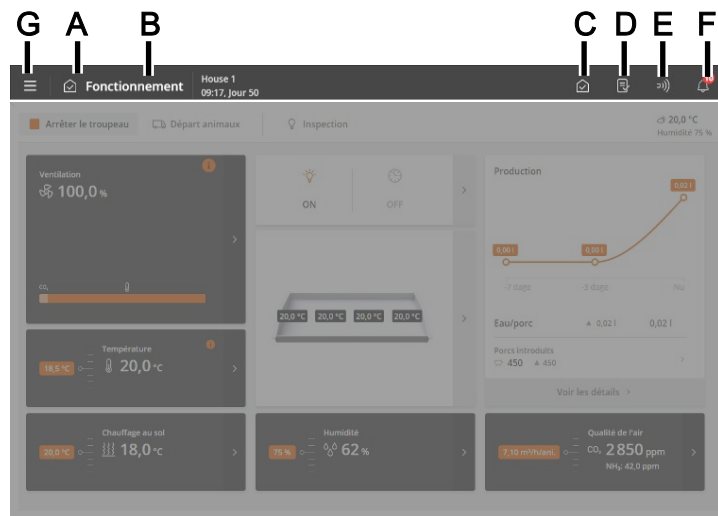 G A B C D E F
Fonctionnement
House 1
09:17, Jour 50
10
Arrêter le troupeau
Départ animaux
Inspection
20,0 °C
Humidité 75 %
Ventilation
100,0 %
CO₂
ON
OFF
20,0 °C 20,0 °C 20,0 °C 20,0 °C
Production
0,00 l
0,00 l
0,02 l
-7 dage
-3 dage
Nu
Eau/porc 0,02 l 0,02 l
Porcs introduits
450 450
Voir les détails
Température
18,5 °C 20,0 °C
Chauffage au sol
20,0 °C 18,0 °C
Humidité
75 % 62 %
Qualité de l'air
7,10 m³/h/ani. CO₂ 2 850 ppm
NH₃: 42,0 ppm